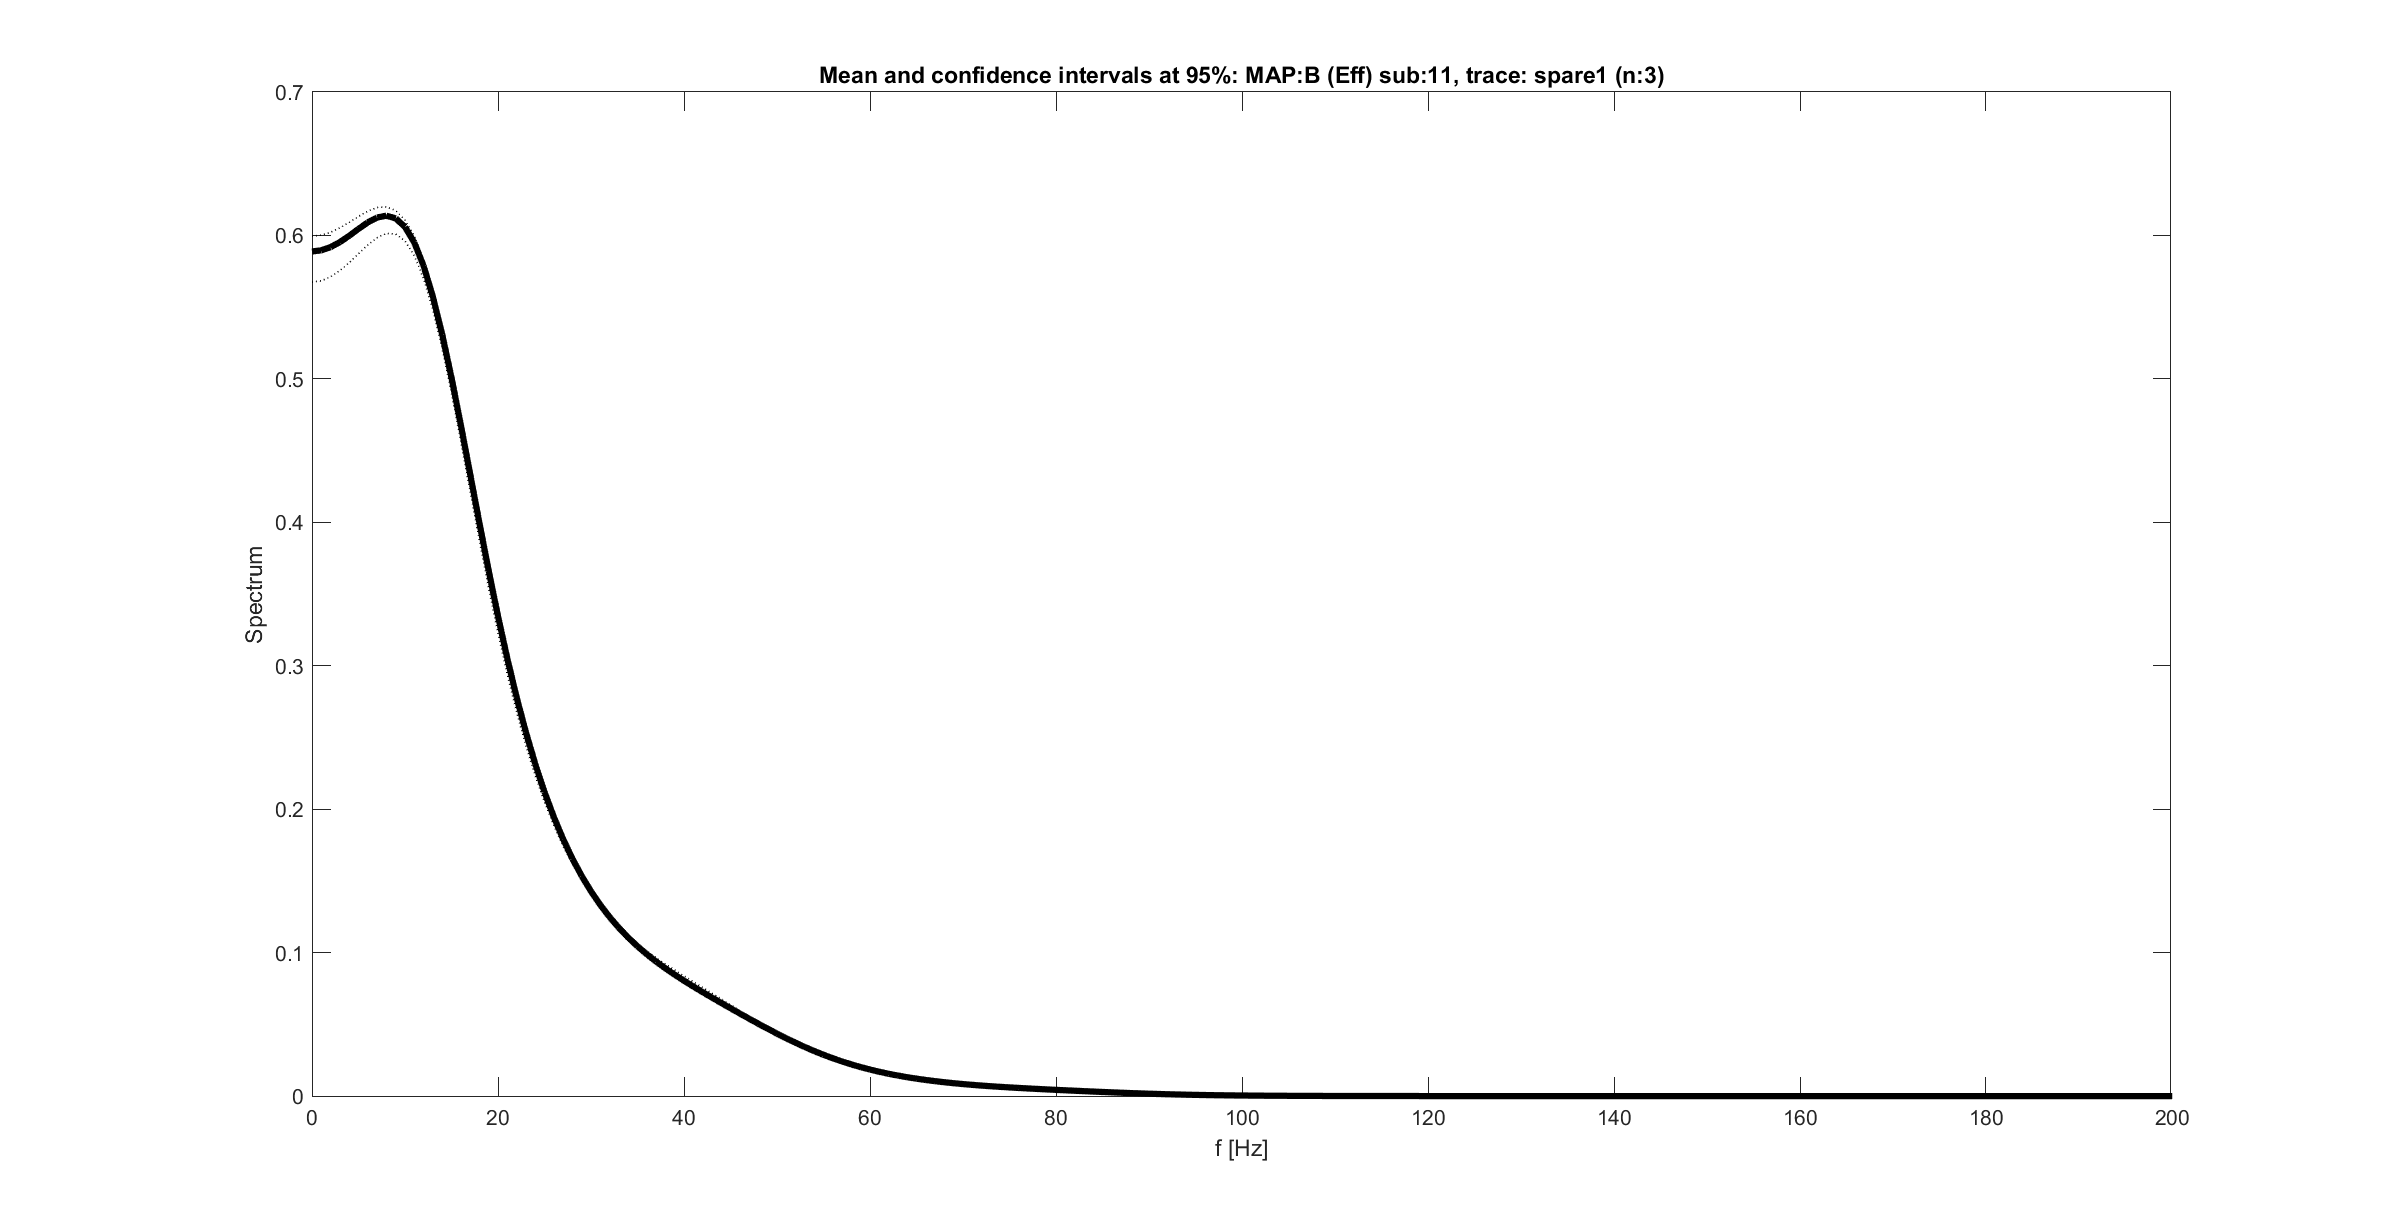 Mean and confidence intervals at 95%: MAP:B (Eff) sub:11, trace: spare1 (n:3)
0.7
0.6
0.5
0.4
0.3
0.2
0.1
0
Spectrum
0 20 40 60 80 100 120 140 160 180 200
f [Hz]